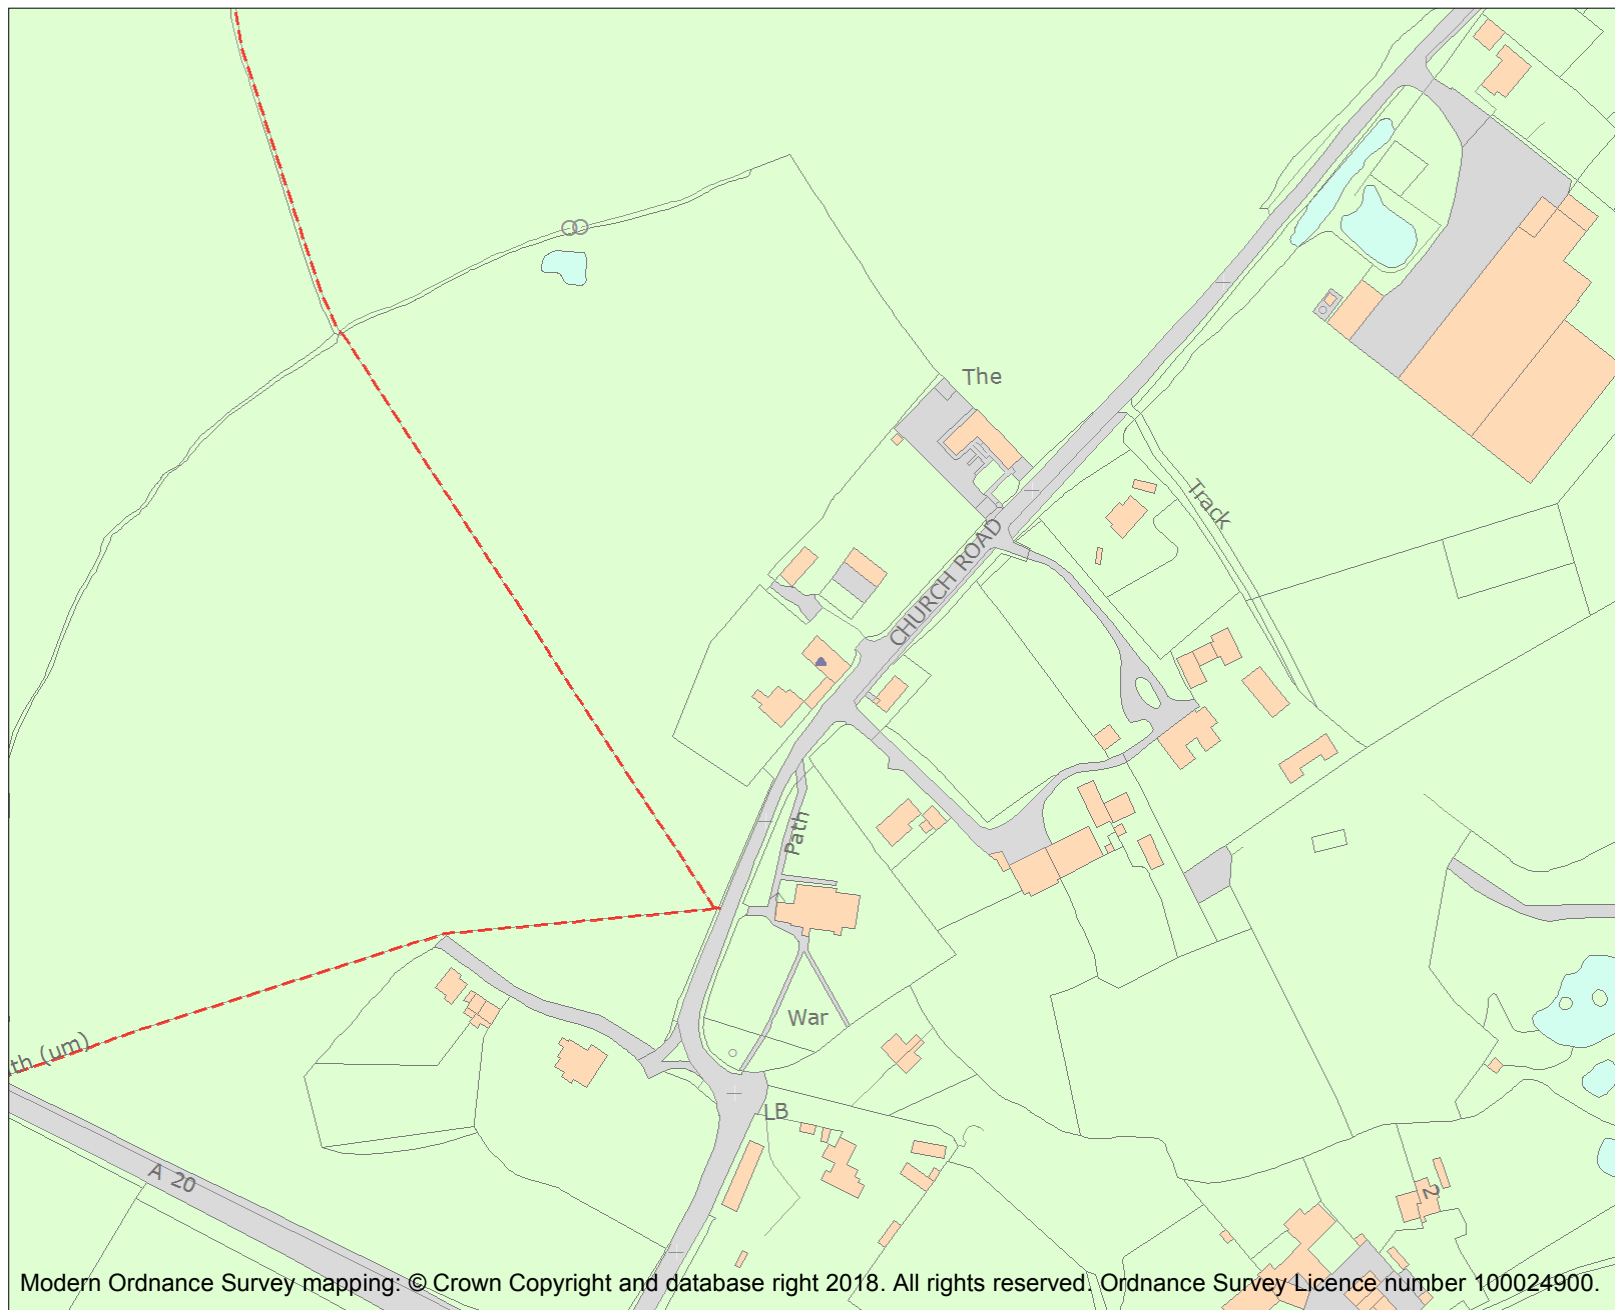 The
Track
CHURCH ROAD
Path
War
th (um)
LB
A 20
2
Modern Ordnance Survey mapping: © Crown Copyright and database right 2018. All rights reserved. Ordnance Survey Licence number 100024900.